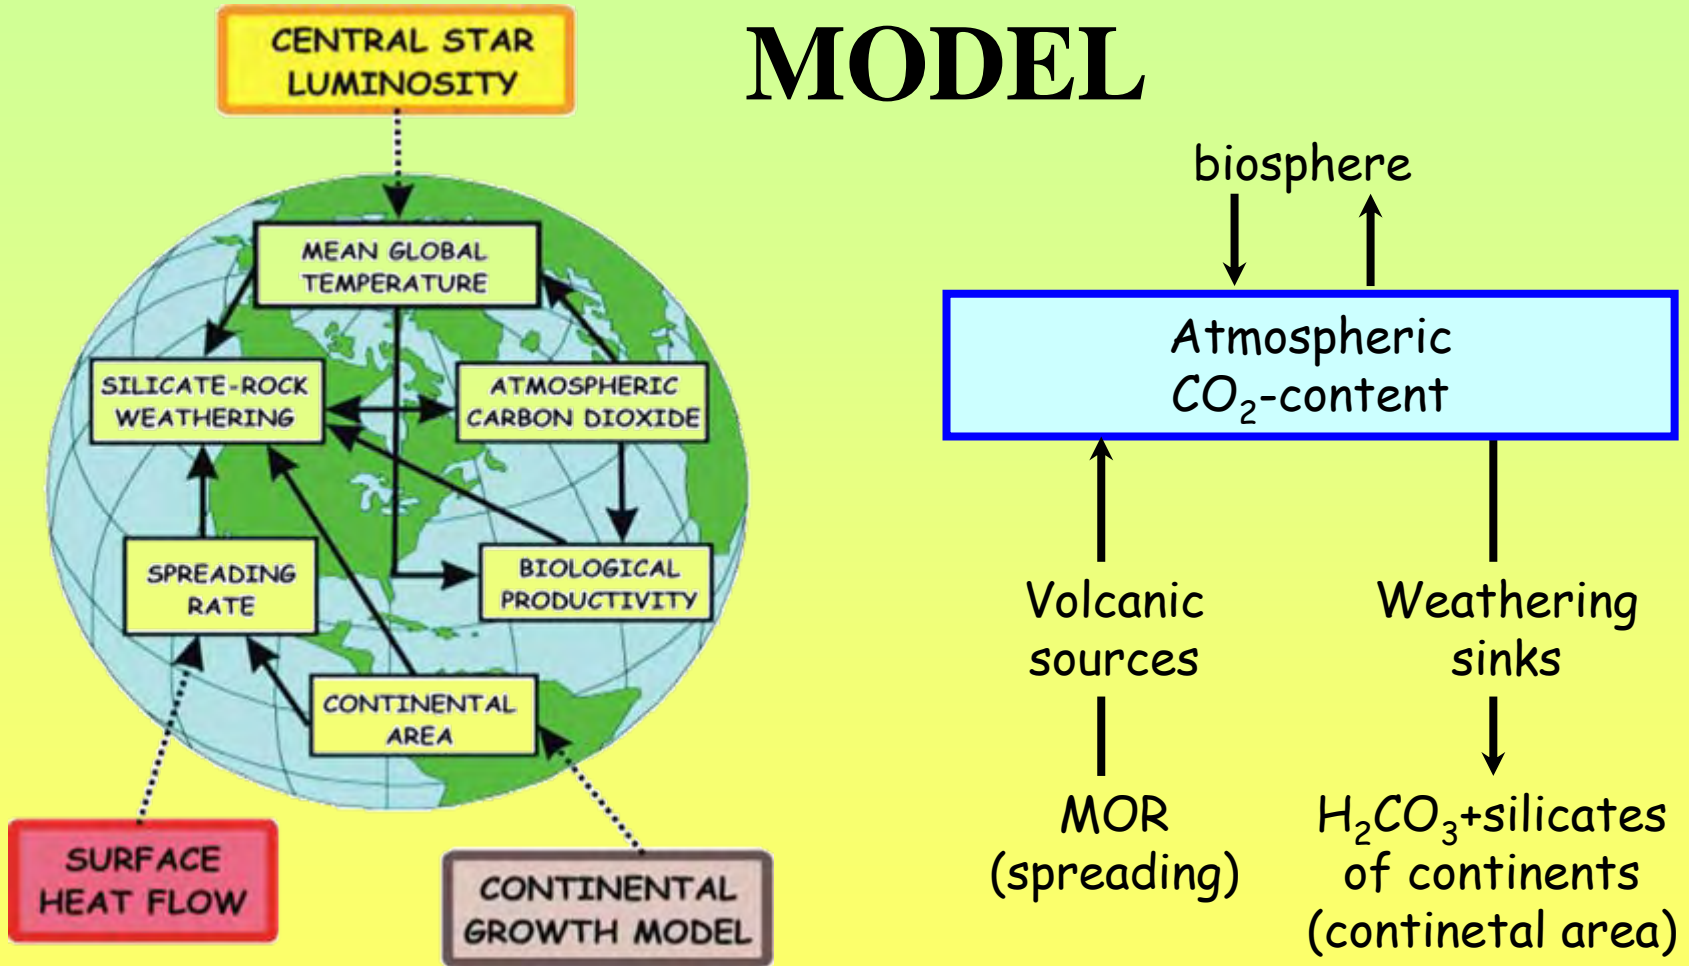 MODEL
CENTRAL STAR
LUMINOSITY
MEAN GLOBAL
TEMPERATURE
SILICATE-ROCK
WEATHERING
ATMOSPHERIC
CARBON DIOXIDE
SPREADING
RATE
BIOLOGICAL
PRODUCTIVITY
CONTINENTAL
AREA
SURFACE
HEAT FLOW
CONTINENTAL
GROWTH MODEL
biosphere
Atmospheric
CO₂-content
Volcanic
sources
Weathering
sinks
MOR
(spreading)
H₂CO₃+silicates
of continents
(continetal area)